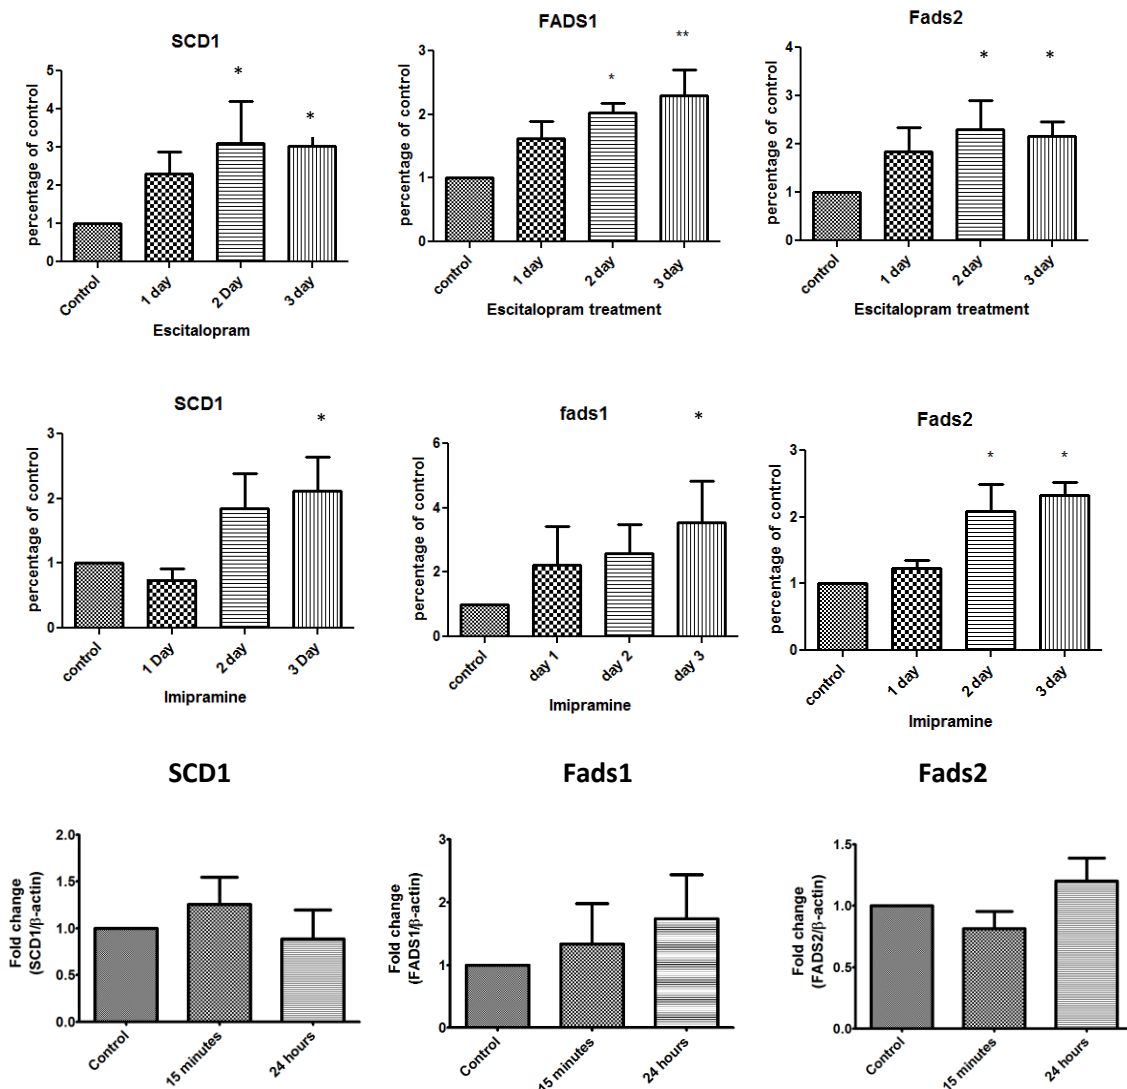 SCD1
percentage of control
5
4
3
2
1
0
*
*
Control
1 day
2 Day
3 day
Escitalopram
FADS1
percentage of control
3
2
1
0
*
**
control
1 day
2 day
3 day
Escitalopram treatment
Fads2
percentage of control
4
3
2
1
0
*
*
control
1 day
2 day
3 day
Escitalopram treatment
SCD1
percentage of control
3
2
1
0
*
control
1 Day
2 day
3 Day
Imipramine
fads1
percentage of control
6
4
2
0
*
control
day 1
day 2
day 3
Imipramine
Fads2
percentage of control
3
2
1
0
*
*
control
1 day
2 day
3 day
Imipramine
SCD1
Fold change
(SCD1/β-actin)
2.0
1.5
1.0
0.5
0.0
Control
15 minutes
24 hours
Fads1
Fold change
(FADS1/β-actin)
3
2
1
0
Control
15 minutes
24 hours
Fads2
Fold change
(FADS2/β-actin)
1.5
1.0
0.5
0.0
Control
15 minutes
24 hours